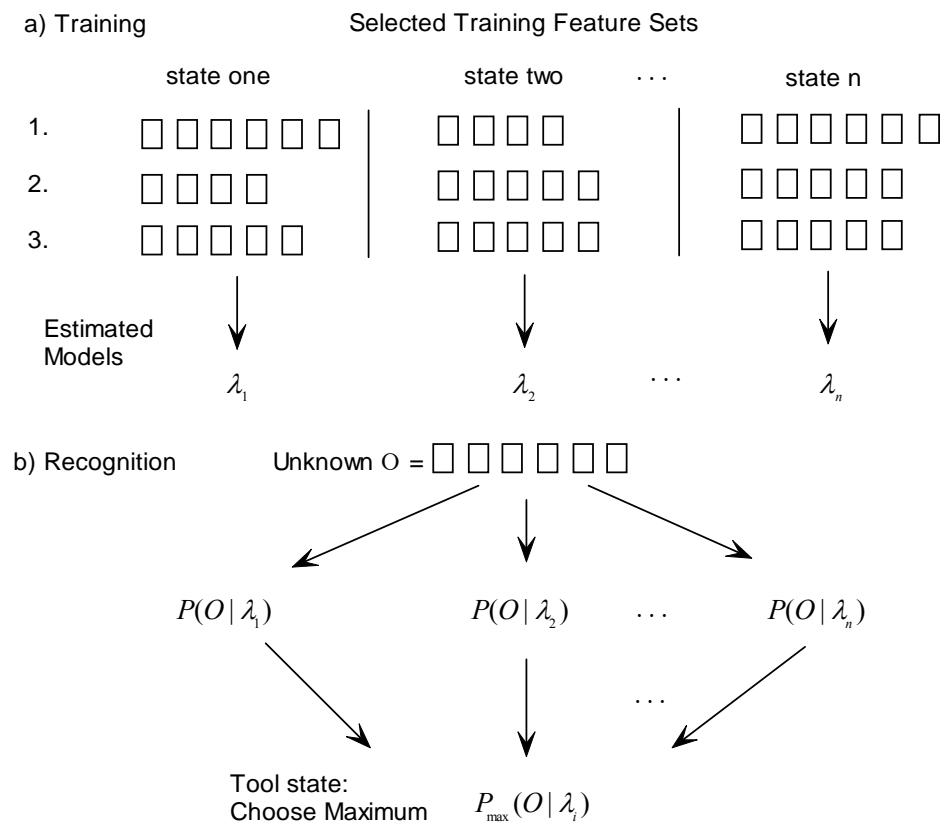 a) Training Selected Training Feature Sets
state one state two ... state n
1.
2.
3.
Estimated
Models
λ₁ λ₂ ... λₙ
b) Recognition Unknown O =
P(O | λ₁) P(O | λ₂) ... P(O | λₙ)
...
Tool state:
Choose Maximum P_max(O | λᵢ)